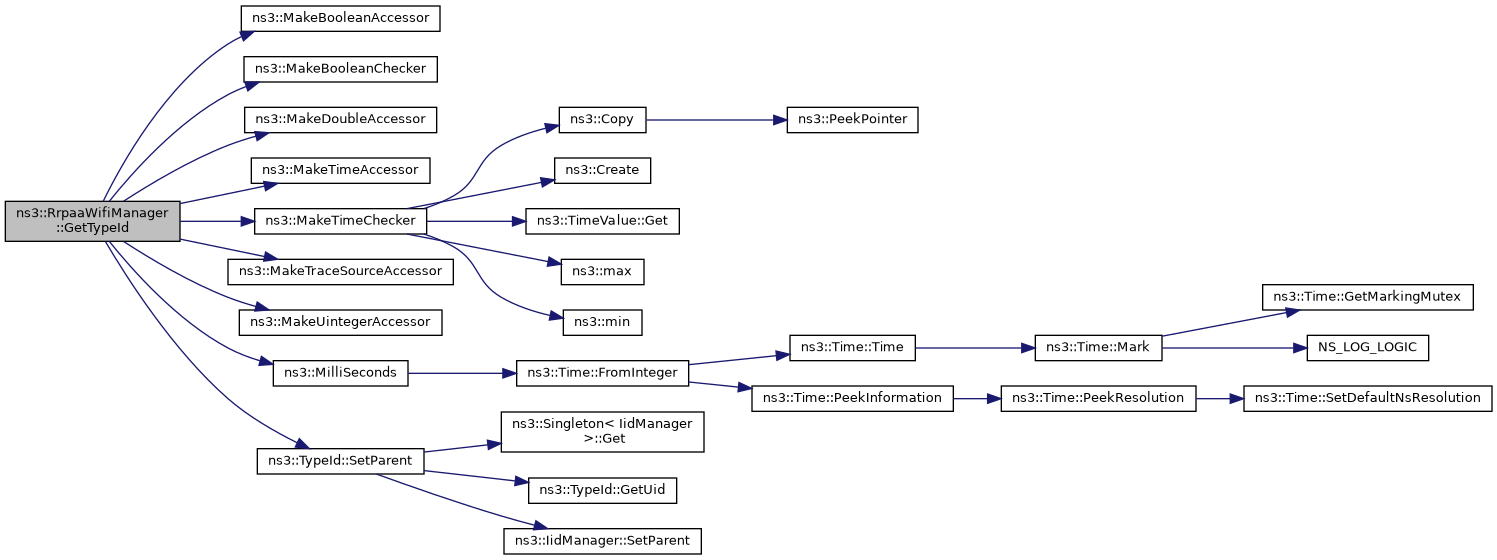 ns3::RrpaaWifiManager
::GetTypeId
ns3::MakeBooleanAccessor
ns3::MakeBooleanChecker
ns3::MakeDoubleAccessor
ns3::MakeTimeAccessor
ns3::MakeTimeChecker
ns3::MakeTraceSourceAccessor
ns3::MakeUintegerAccessor
ns3::MilliSeconds
ns3::TypeId::SetParent
ns3::Copy
ns3::Create
ns3::TimeValue::Get
ns3::max
ns3::min
ns3::Time::FromInteger
ns3::Singleton< IidManager
>::Get
ns3::TypeId::GetUid
ns3::IidManager::SetParent
ns3::PeekPointer
ns3::Time::Time
ns3::Time::PeekInformation
ns3::Time::Mark
ns3::Time::PeekResolution
ns3::Time::GetMarkingMutex
NS_LOG_LOGIC
ns3::Time::SetDefaultNsResolution